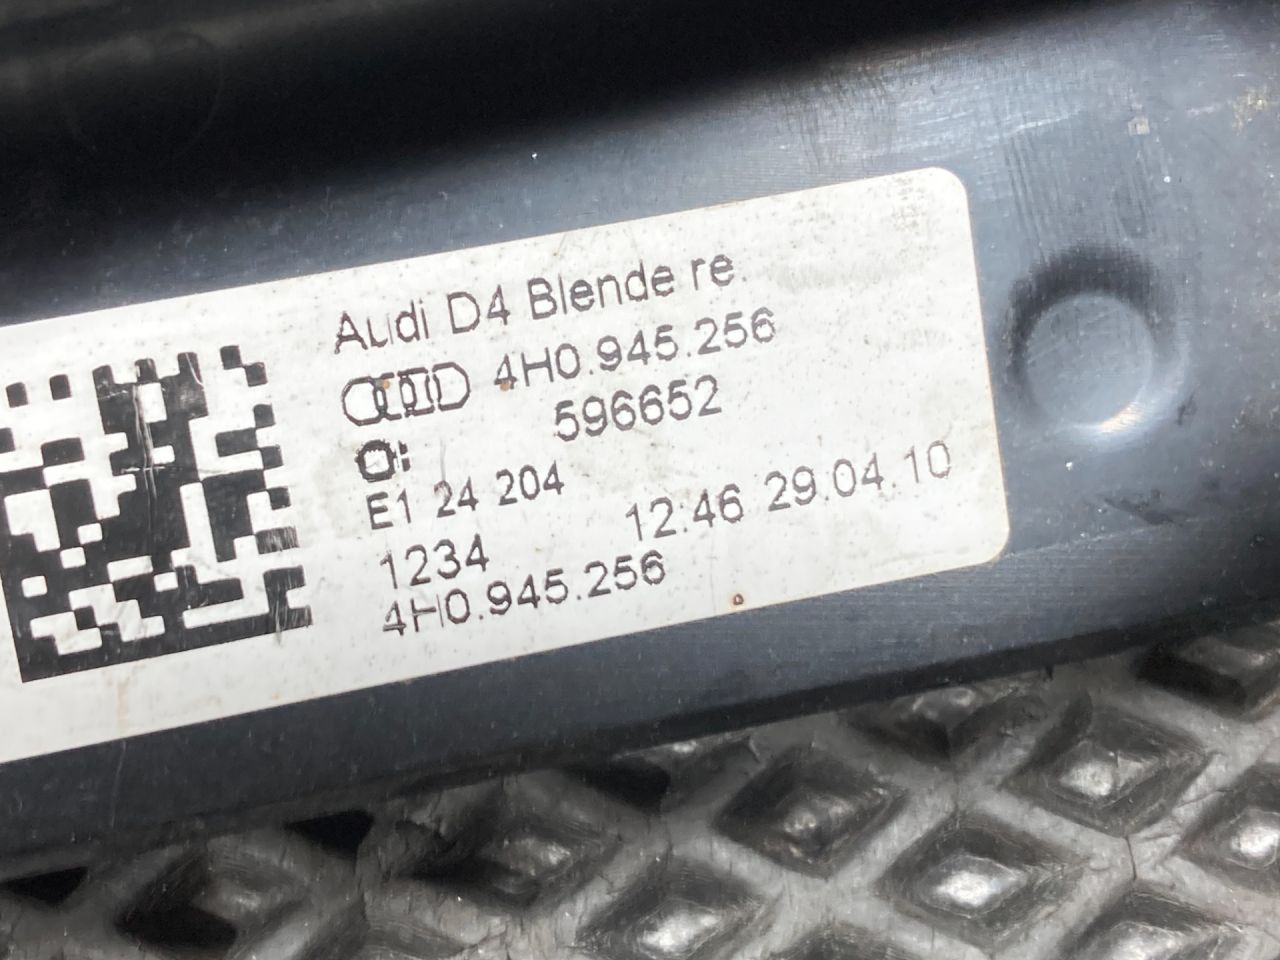 Audi D4 Blende re.
4H0.945.256
596652
E1 24 204
1234 12:46 29.04.10
4H0.945.256